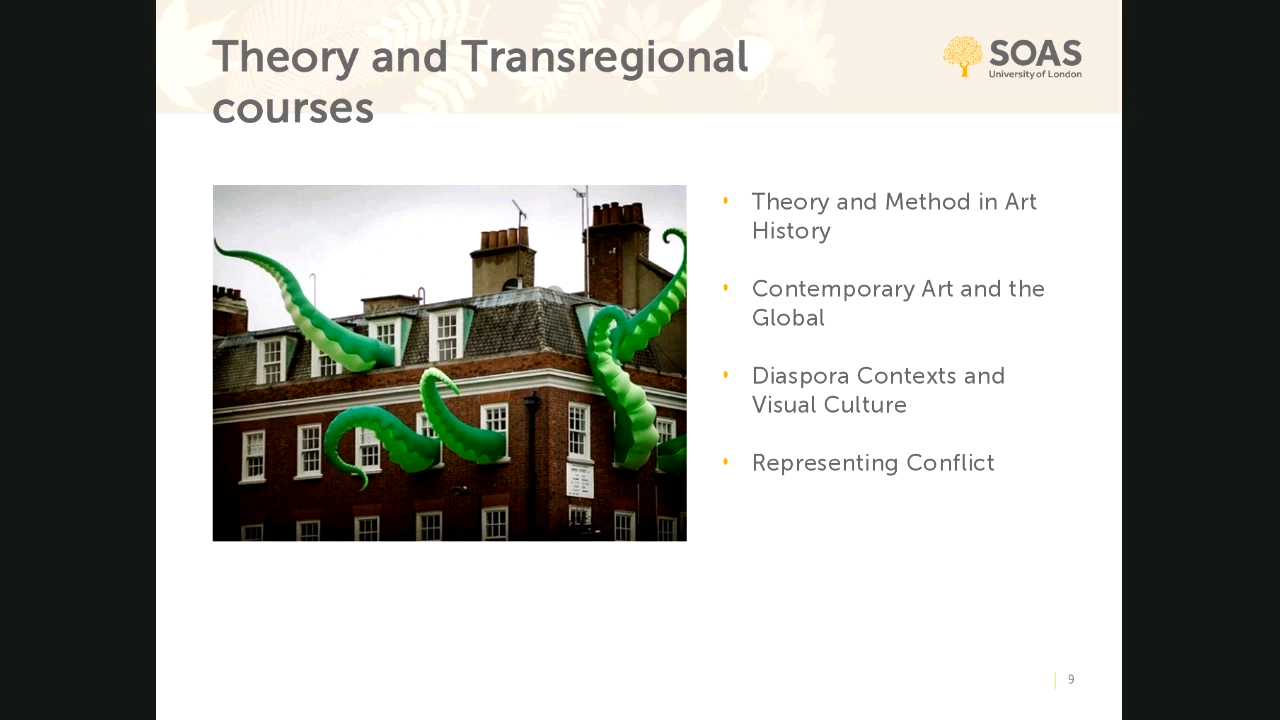 Theory and Transregional
courses
SOAS
University of London
Theory and Method in Art
History
Contemporary Art and the
Global
Diaspora Contexts and
Visual Culture
Representing Conflict
9